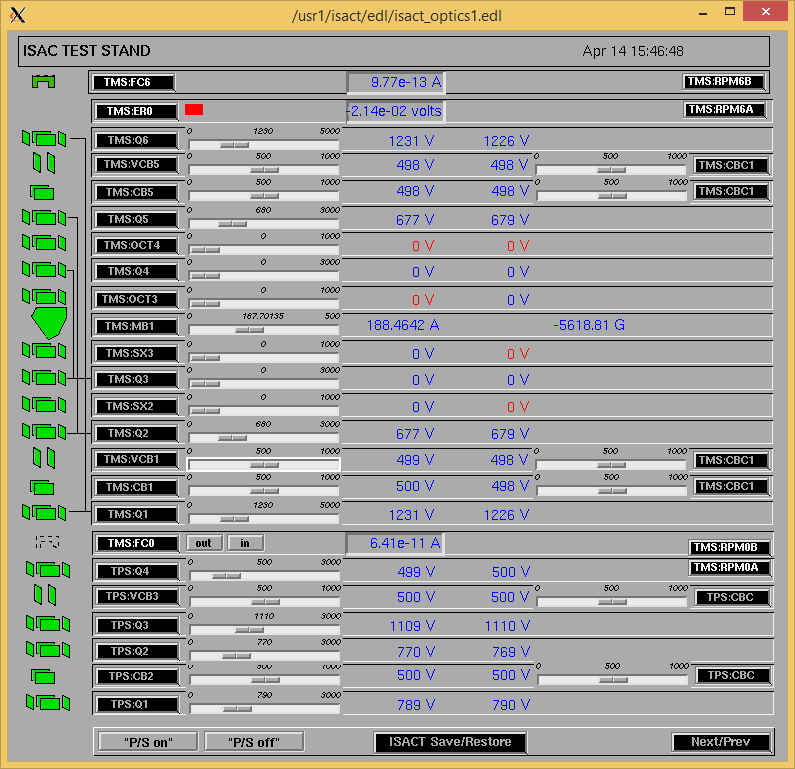 /usr1/isact/edl/isact_optics1.edl
ISAC TEST STAND Apr 14 15:46:48
TMS:FC6 9.77e-13 A TMS:RPM6B
TMS:ER0 -2.14e-02 volts TMS:RPM6A
TMS:Q6 0 1230 5000 1231 V 1226 V
TMS:VCB5 0 500 1000 498 V 498 V 0 500 1000 TMS:CBC1
TMS:CB5 0 500 1000 498 V 498 V 0 500 1000 TMS:CBC1
TMS:Q5 0 680 3000 677 V 679 V
TMS:OCT4 0 0 1000 0 V 0 V
TMS:Q4 0 0 3000 0 V 0 V
TMS:OCT3 0 0 1000 0 V 0 V
TMS:MB1 0 187.70135 500 188.4642 A -5618.81 G
TMS:SX3 0 0 1000 0 V 0 V
TMS:Q3 0 0 3000 0 V 0 V
TMS:SX2 0 0 1000 0 V 0 V
TMS:Q2 0 680 3000 677 V 679 V
TMS:VCB1 0 500 1000 499 V 498 V 0 500 1000 TMS:CBC1
TMS:CB1 0 500 1000 500 V 498 V 0 500 1000 TMS:CBC1
TMS:Q1 0 1230 5000 1231 V 1226 V
TMS:FC0 out in 6.41e-11 A TMS:RPM0B
TPS:Q4 0 500 3000 499 V 500 V TMS:RPM0A
TPS:VCB3 0 500 1000 500 V 500 V 0 500 1000 TPS:CBC
TPS:Q3 0 1110 3000 1109 V 1110 V
TPS:Q2 0 770 3000 770 V 769 V
TPS:CB2 0 500 1000 500 V 500 V 0 500 1000 TPS:CBC
TPS:Q1 0 790 3000 789 V 790 V
"P/S on" "P/S off" ISACT Save/Restore Next/Prev